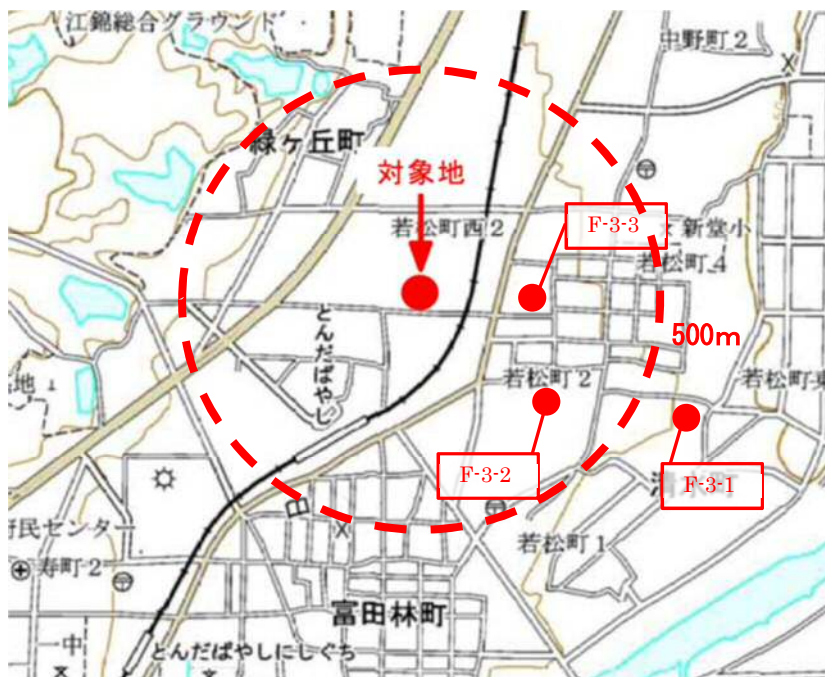 江錦総合グラウンド
中野町2
緑ケ丘町
対象地
若松町西2
F-3-3
新堂小
若松町4
とんだばやし
500m
若松町2
若松町東
F-3-2
F-3-1
市民センター
若松町1
寿町2
富田林町
一中
とんだばやしにしぐち